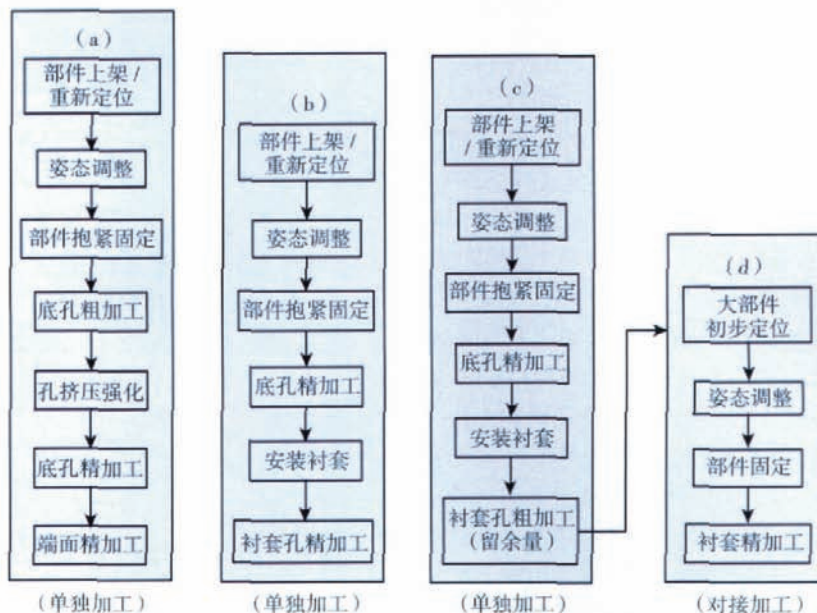 (a)
部件上架/
重新定位
姿态调整
部件抱紧固定
底孔粗加工
孔挤压强化
底孔精加工
端面精加工
(单独加工)
(b)
部件上架/
重新定位
姿态调整
部件抱紧固定
底孔精加工
安装衬套
衬套孔精加工
(单独加工)
(c)
部件上架
/重新定位
姿态调整
部件抱紧固定
底孔精加工
安装衬套
衬套孔粗加工
(留余量)
(单独加工)
(d)
大部件
初步定位
姿态调整
部件固定
衬套精加工
(对接加工)